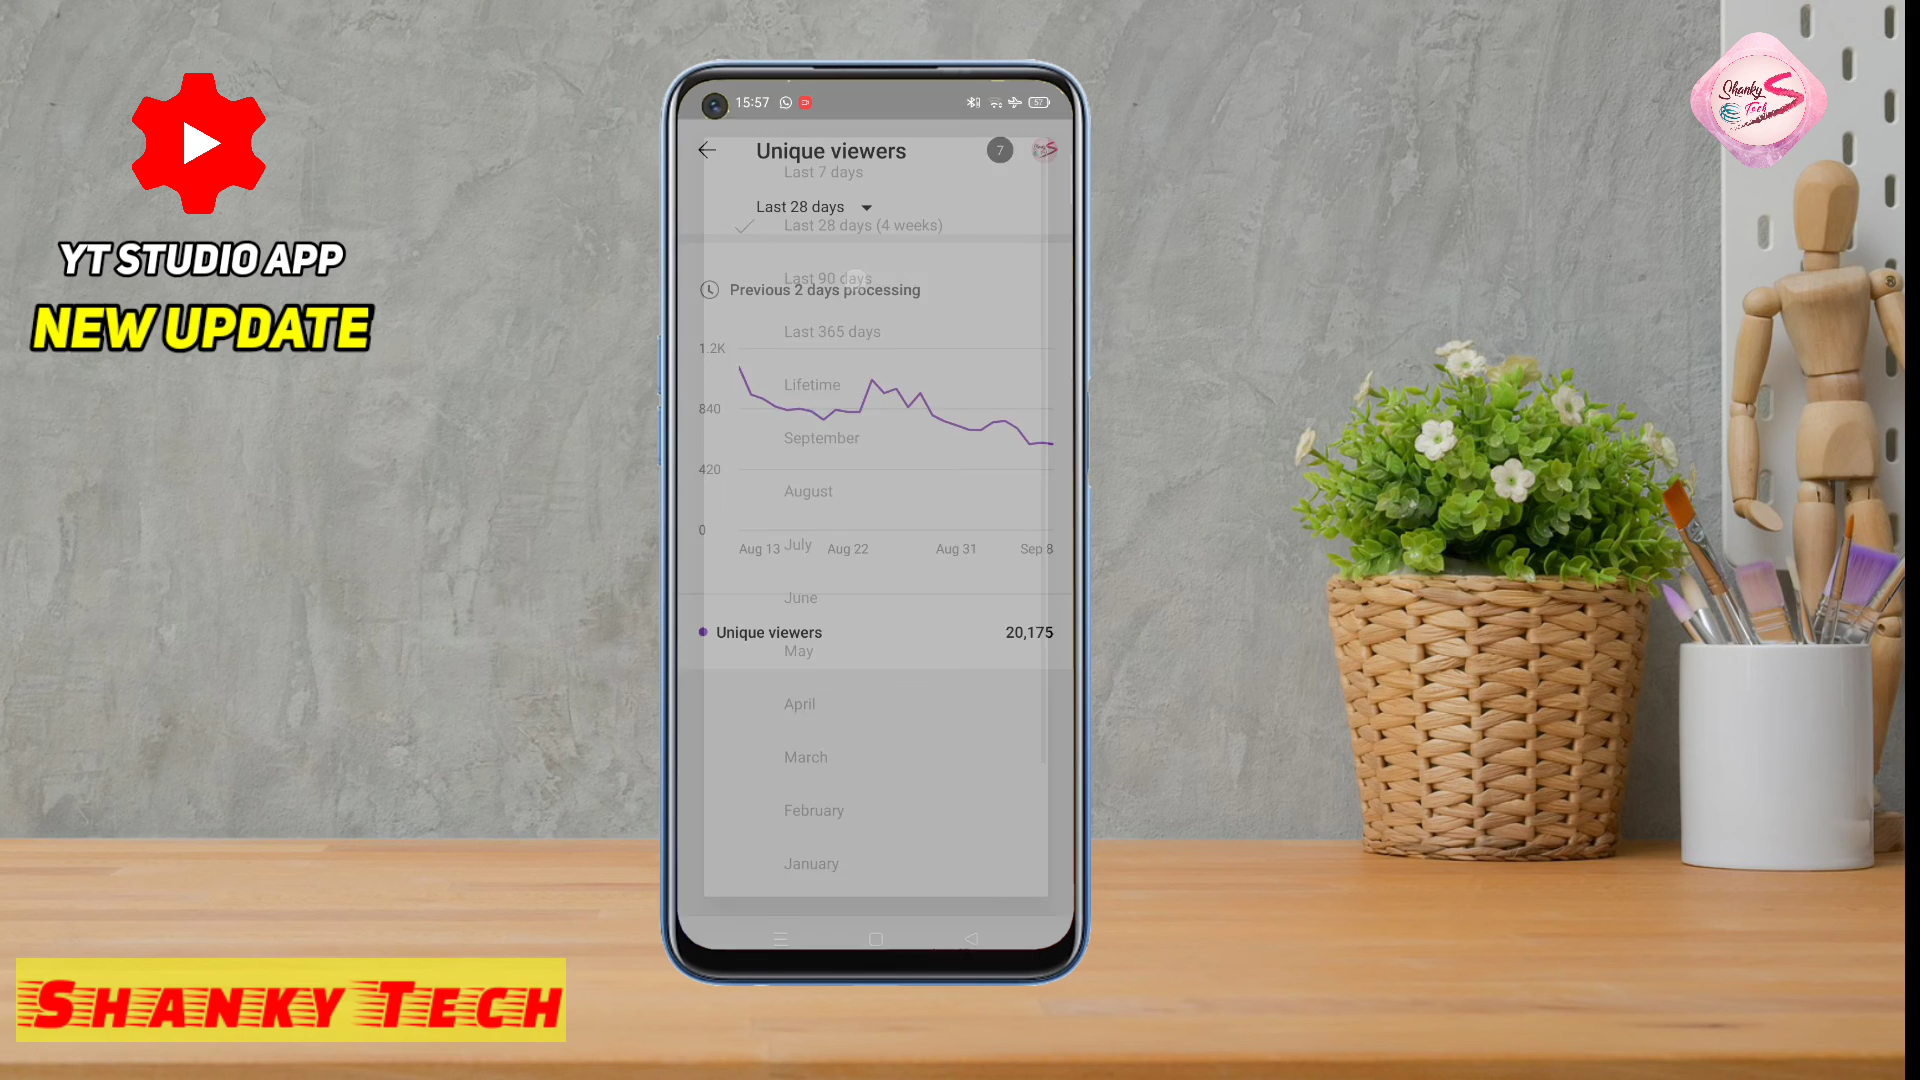 YT STUDIO APP
NEW UPDATE
15:57
57
Unique viewers
7
Last 7 days
Last 28 days
Last 28 days (4 weeks)
Last 90 days
Previous 2 days processing
Last 365 days
1.2K
Lifetime
840
September
420
August
0
July
Aug 13
Aug 22
Aug 31
Sep 8
June
Unique viewers
20,175
May
April
March
February
January
Shanky
Tech
SHANKY TECH